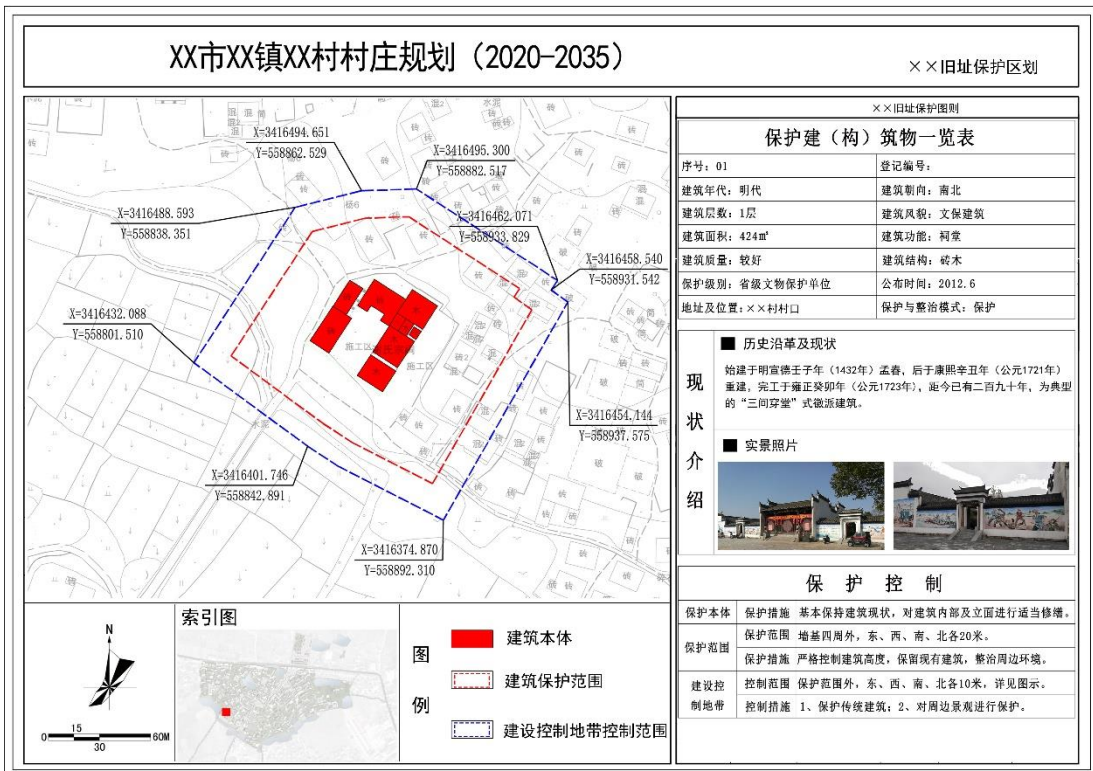 XX市XX镇XX村村庄规划（2020-2035）
××旧址保护区划
X=3416494.651
Y=558862.529
X=3416495.300
Y=558882.517
X=3416488.593
Y=558838.351
X=3416462.071
Y=558933.829
X=3416458.540
Y=558931.542
X=3416432.088
Y=558801.510
X=3416454.144
Y=558937.575
X=3416401.746
Y=558842.891
X=3416374.870
Y=558892.310
施工区
施工区
水泥
N
0 15 30 60M
索引图
图例
建筑本体
建筑保护范围
建设控制地带控制范围
××旧址保护图则
保护建（构）筑物一览表
序号：01 登记编号：
建筑年代：明代 建筑朝向：南北
建筑层数：1层 建筑风貌：文保建筑
建筑面积：424㎡ 建筑功能：祠堂
建筑质量：较好 建筑结构：砖木
保护级别：省级文物保护单位 公布时间：2012.6
地址及位置：××村村口 保护与整治模式：保护
现状介绍
■ 历史沿革及现状
始建于明宣德壬子年（1432年）孟春，后于康熙辛丑年（公元1721年）
重建，完工于雍正癸卯年（公元1723年），距今已有二百九十年，为典型
的“三间穿堂”式徽派建筑。
■ 实景照片
保 护 控 制
保护本体 保护措施 基本保持建筑现状，对建筑内部及立面进行适当修缮。
保护范围 保护范围 墙基四周外，东、西、南、北各20米。
保护措施 严格控制建筑高度，保留现有建筑，整治周边环境。
建设控制地带 控制范围 保护范围外，东、西、南、北各10米，详见图示。
控制措施 1、保护传统建筑；2、对周边景观进行保护。